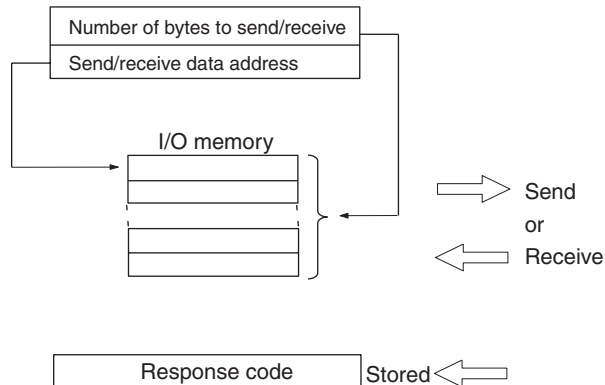 Number of bytes to send/receive
Send/receive data address
I/O memory
Send
or
Receive
Response code
Stored